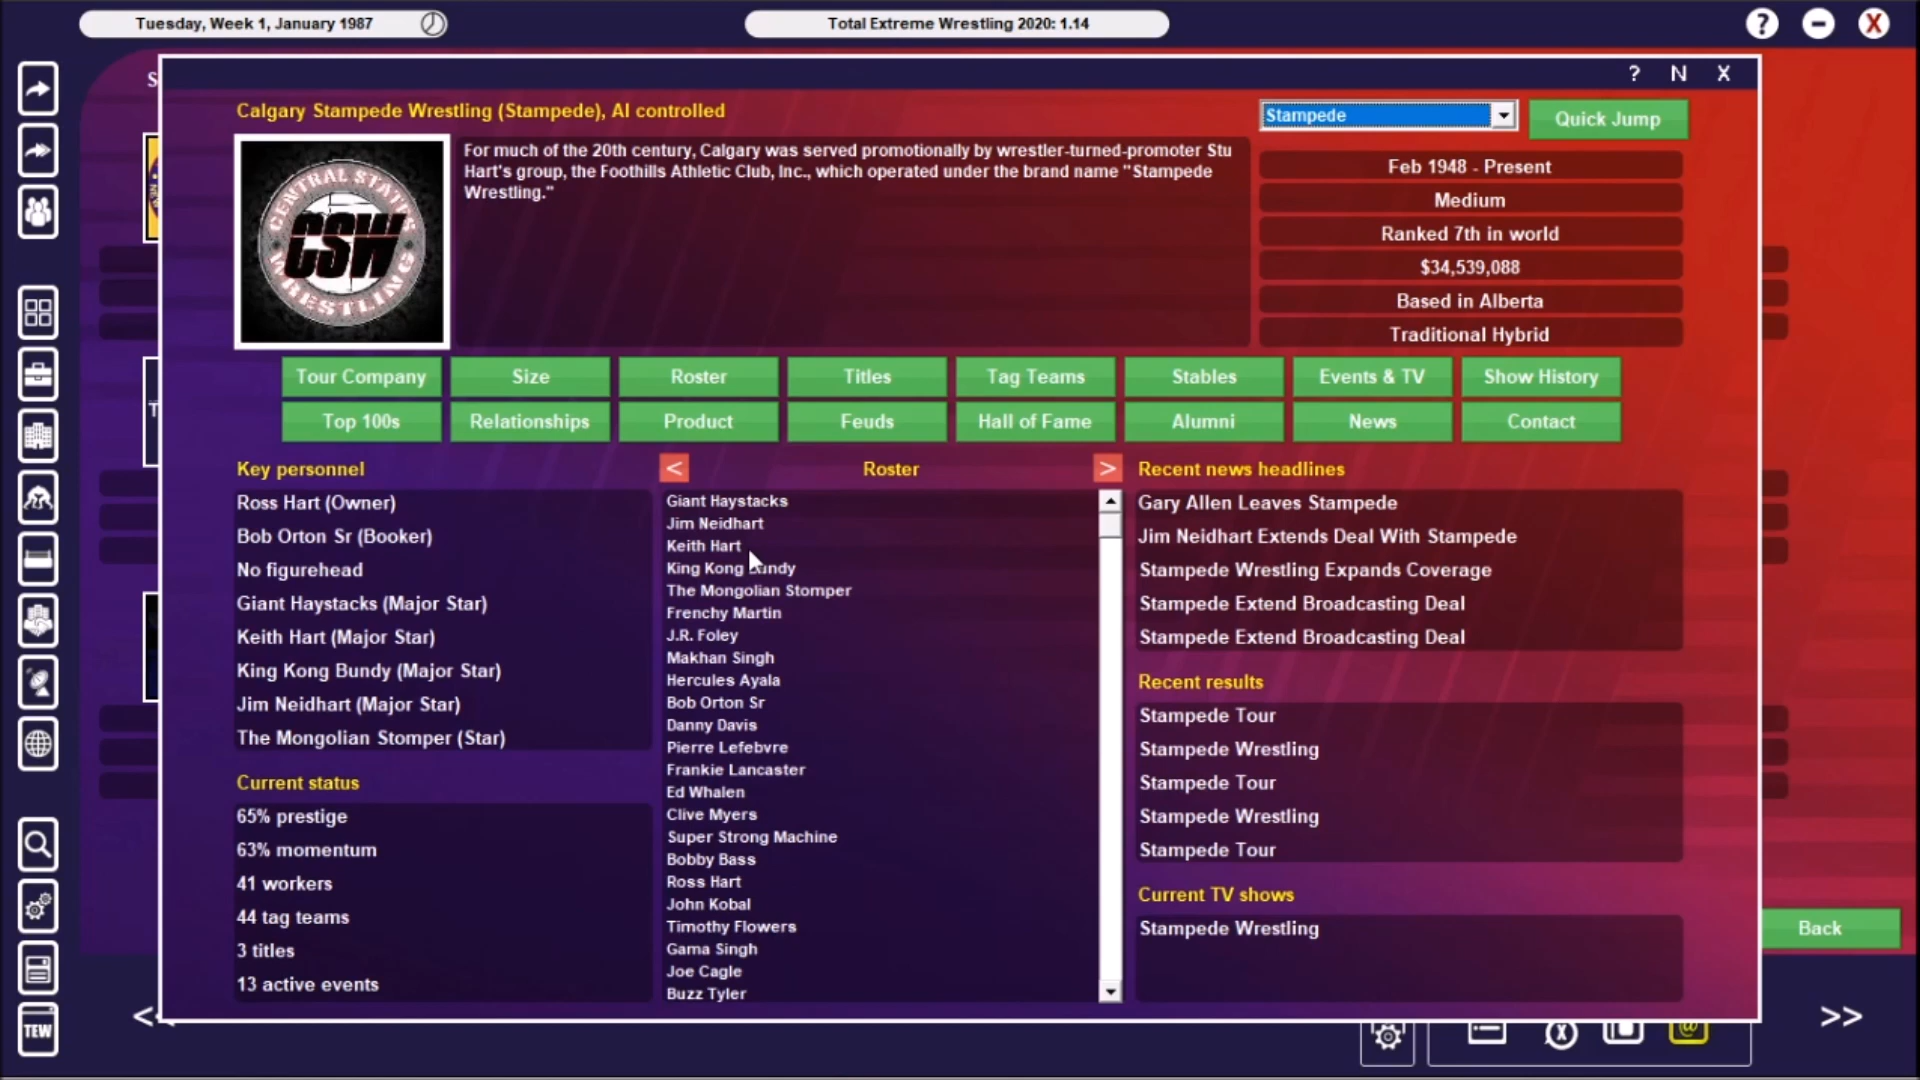 Tuesday, Week 1, January 1987
Total Extreme Wrestling 2020: 1.14
? X
S
? N X
Calgary Stampede Wrestling (Stampede), AI controlled
Stampede
Quick Jump
CENTRAL STATES
CSW
WRESTLING
For much of the 20th century, Calgary was served promotionally by wrestler-turned-promoter Stu
Hart's group, the Foothills Athletic Club, Inc., which operated under the brand name "Stampede
Wrestling."
Feb 1948 - Present
Medium
Ranked 7th in world
$34,539,088
Based in Alberta
Traditional Hybrid
Tour Company Size Roster Titles Tag Teams Stables Events & TV Show History
Top 100s Relationships Product Feuds Hall of Fame Alumni News Contact
Key personnel
Ross Hart (Owner)
Bob Orton Sr (Booker)
No figurehead
Giant Haystacks (Major Star)
Keith Hart (Major Star)
King Kong Bundy (Major Star)
Jim Neidhart (Major Star)
The Mongolian Stomper (Star)
Current status
65% prestige
63% momentum
41 workers
44 tag teams
3 titles
13 active events
< Roster >
Giant Haystacks
Jim Neidhart
Keith Hart
King Kong Bundy
The Mongolian Stomper
Frenchy Martin
J.R. Foley
Makhan Singh
Hercules Ayala
Bob Orton Sr
Danny Davis
Pierre Lefebvre
Frankie Lancaster
Ed Whalen
Clive Myers
Super Strong Machine
Bobby Bass
Ross Hart
John Kobal
Timothy Flowers
Gama Singh
Joe Cagle
Buzz Tyler
Recent news headlines
Gary Allen Leaves Stampede
Jim Neidhart Extends Deal With Stampede
Stampede Wrestling Expands Coverage
Stampede Extend Broadcasting Deal
Stampede Extend Broadcasting Deal
Recent results
Stampede Tour
Stampede Wrestling
Stampede Tour
Stampede Wrestling
Stampede Tour
Current TV shows
Stampede Wrestling
Back
TEW
<<
>>